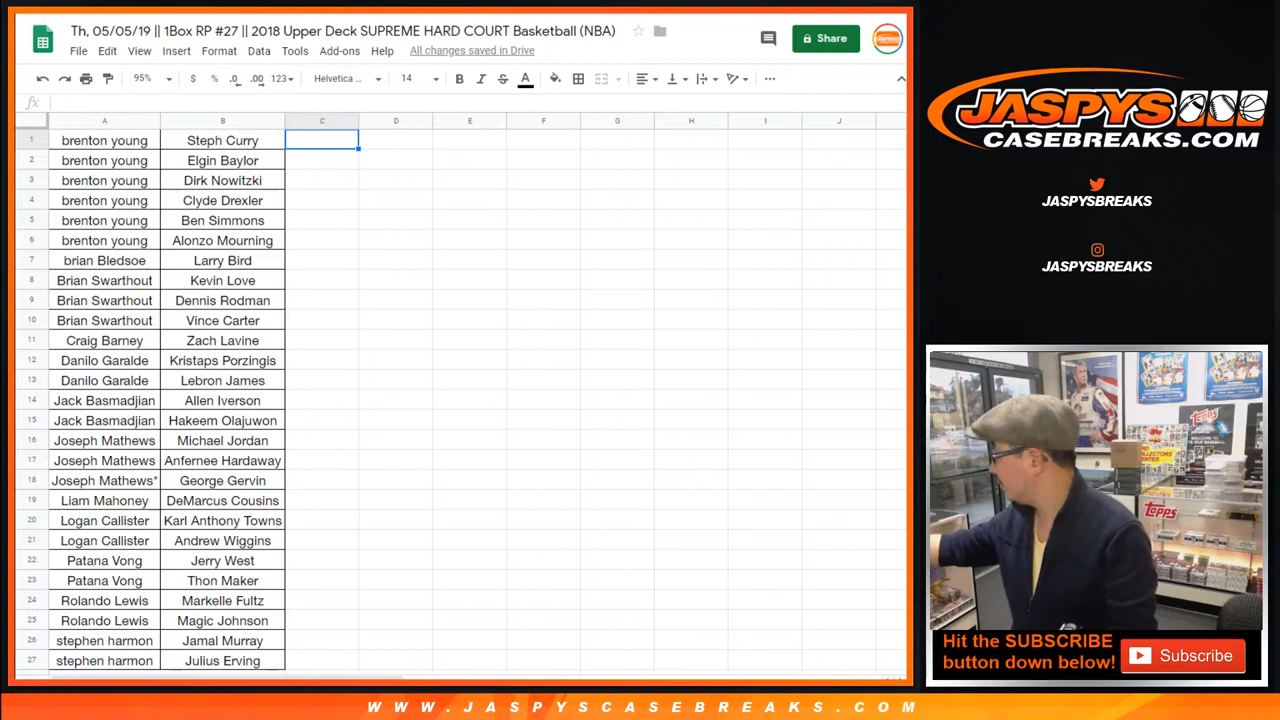 Th, 05/05/19 || 1Box RP #27 || 2018 Upper Deck SUPREME HARD COURT Basketball (NBA)
File Edit View Insert Format Data Tools Add-ons Help All changes saved in Drive
Share
95% $ % .0 .00 123 Helvetica ... 14 B I S A
fx
A B C D E F G H I J
1 brenton young Steph Curry
2 brenton young Elgin Baylor
3 brenton young Dirk Nowitzki
4 brenton young Clyde Drexler
5 brenton young Ben Simmons
6 brenton young Alonzo Mourning
7 brian Bledsoe Larry Bird
8 Brian Swarthout Kevin Love
9 Brian Swarthout Dennis Rodman
10 Brian Swarthout Vince Carter
11 Craig Barney Zach Lavine
12 Danilo Garalde Kristaps Porzingis
13 Danilo Garalde Lebron James
14 Jack Basmadjian Allen Iverson
15 Jack Basmadjian Hakeem Olajuwon
16 Joseph Mathews Michael Jordan
17 Joseph Mathews Anfernee Hardaway
18 Joseph Mathews* George Gervin
19 Liam Mahoney DeMarcus Cousins
20 Logan Callister Karl Anthony Towns
21 Logan Callister Andrew Wiggins
22 Patana Vong Jerry West
23 Patana Vong Thon Maker
24 Rolando Lewis Markelle Fultz
25 Rolando Lewis Magic Johnson
26 stephen harmon Jamal Murray
27 stephen harmon Julius Erving
JASPYS
CASEBREAKS.COM
JASPYSBREAKS
JASPYSBREAKS
TOPPS
TOPPS
Hit the SUBSCRIBE
button down below!
Subscribe
WWW.JASPYSCASEBREAKS.COM